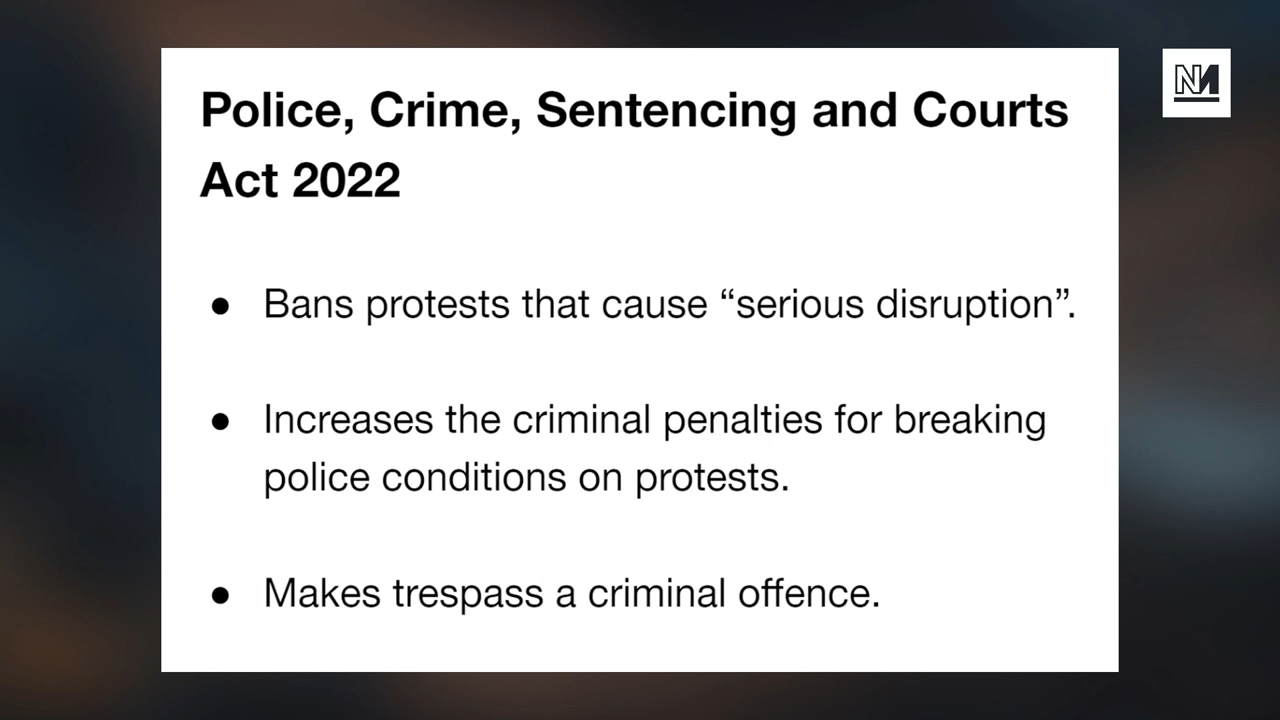 NM
Police, Crime, Sentencing and Courts
Act 2022
● Bans protests that cause “serious disruption”.
● Increases the criminal penalties for breaking
police conditions on protests.
● Makes trespass a criminal offence.